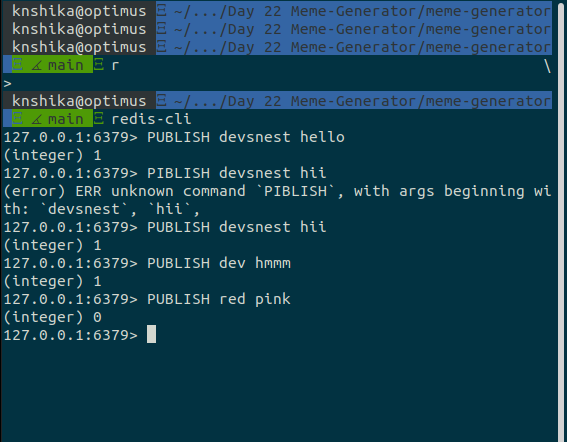 knshika@optimus ~/.../Day 22 Meme-Generator/meme-generator
knshika@optimus ~/.../Day 22 Meme-Generator/meme-generator
knshika@optimus ~/.../Day 22 Meme-Generator/meme-generator
main r \
>
knshika@optimus ~/.../Day 22 Meme-Generator/meme-generator
main redis-cli
127.0.0.1:6379> PUBLISH devsnest hello
(integer) 1
127.0.0.1:6379> PIBLISH devsnest hii
(error) ERR unknown command `PIBLISH`, with args beginning wi
th: `devsnest`, `hii`,
127.0.0.1:6379> PUBLISH devsnest hii
(integer) 1
127.0.0.1:6379> PUBLISH dev hmmm
(integer) 1
127.0.0.1:6379> PUBLISH red pink
(integer) 0
127.0.0.1:6379>